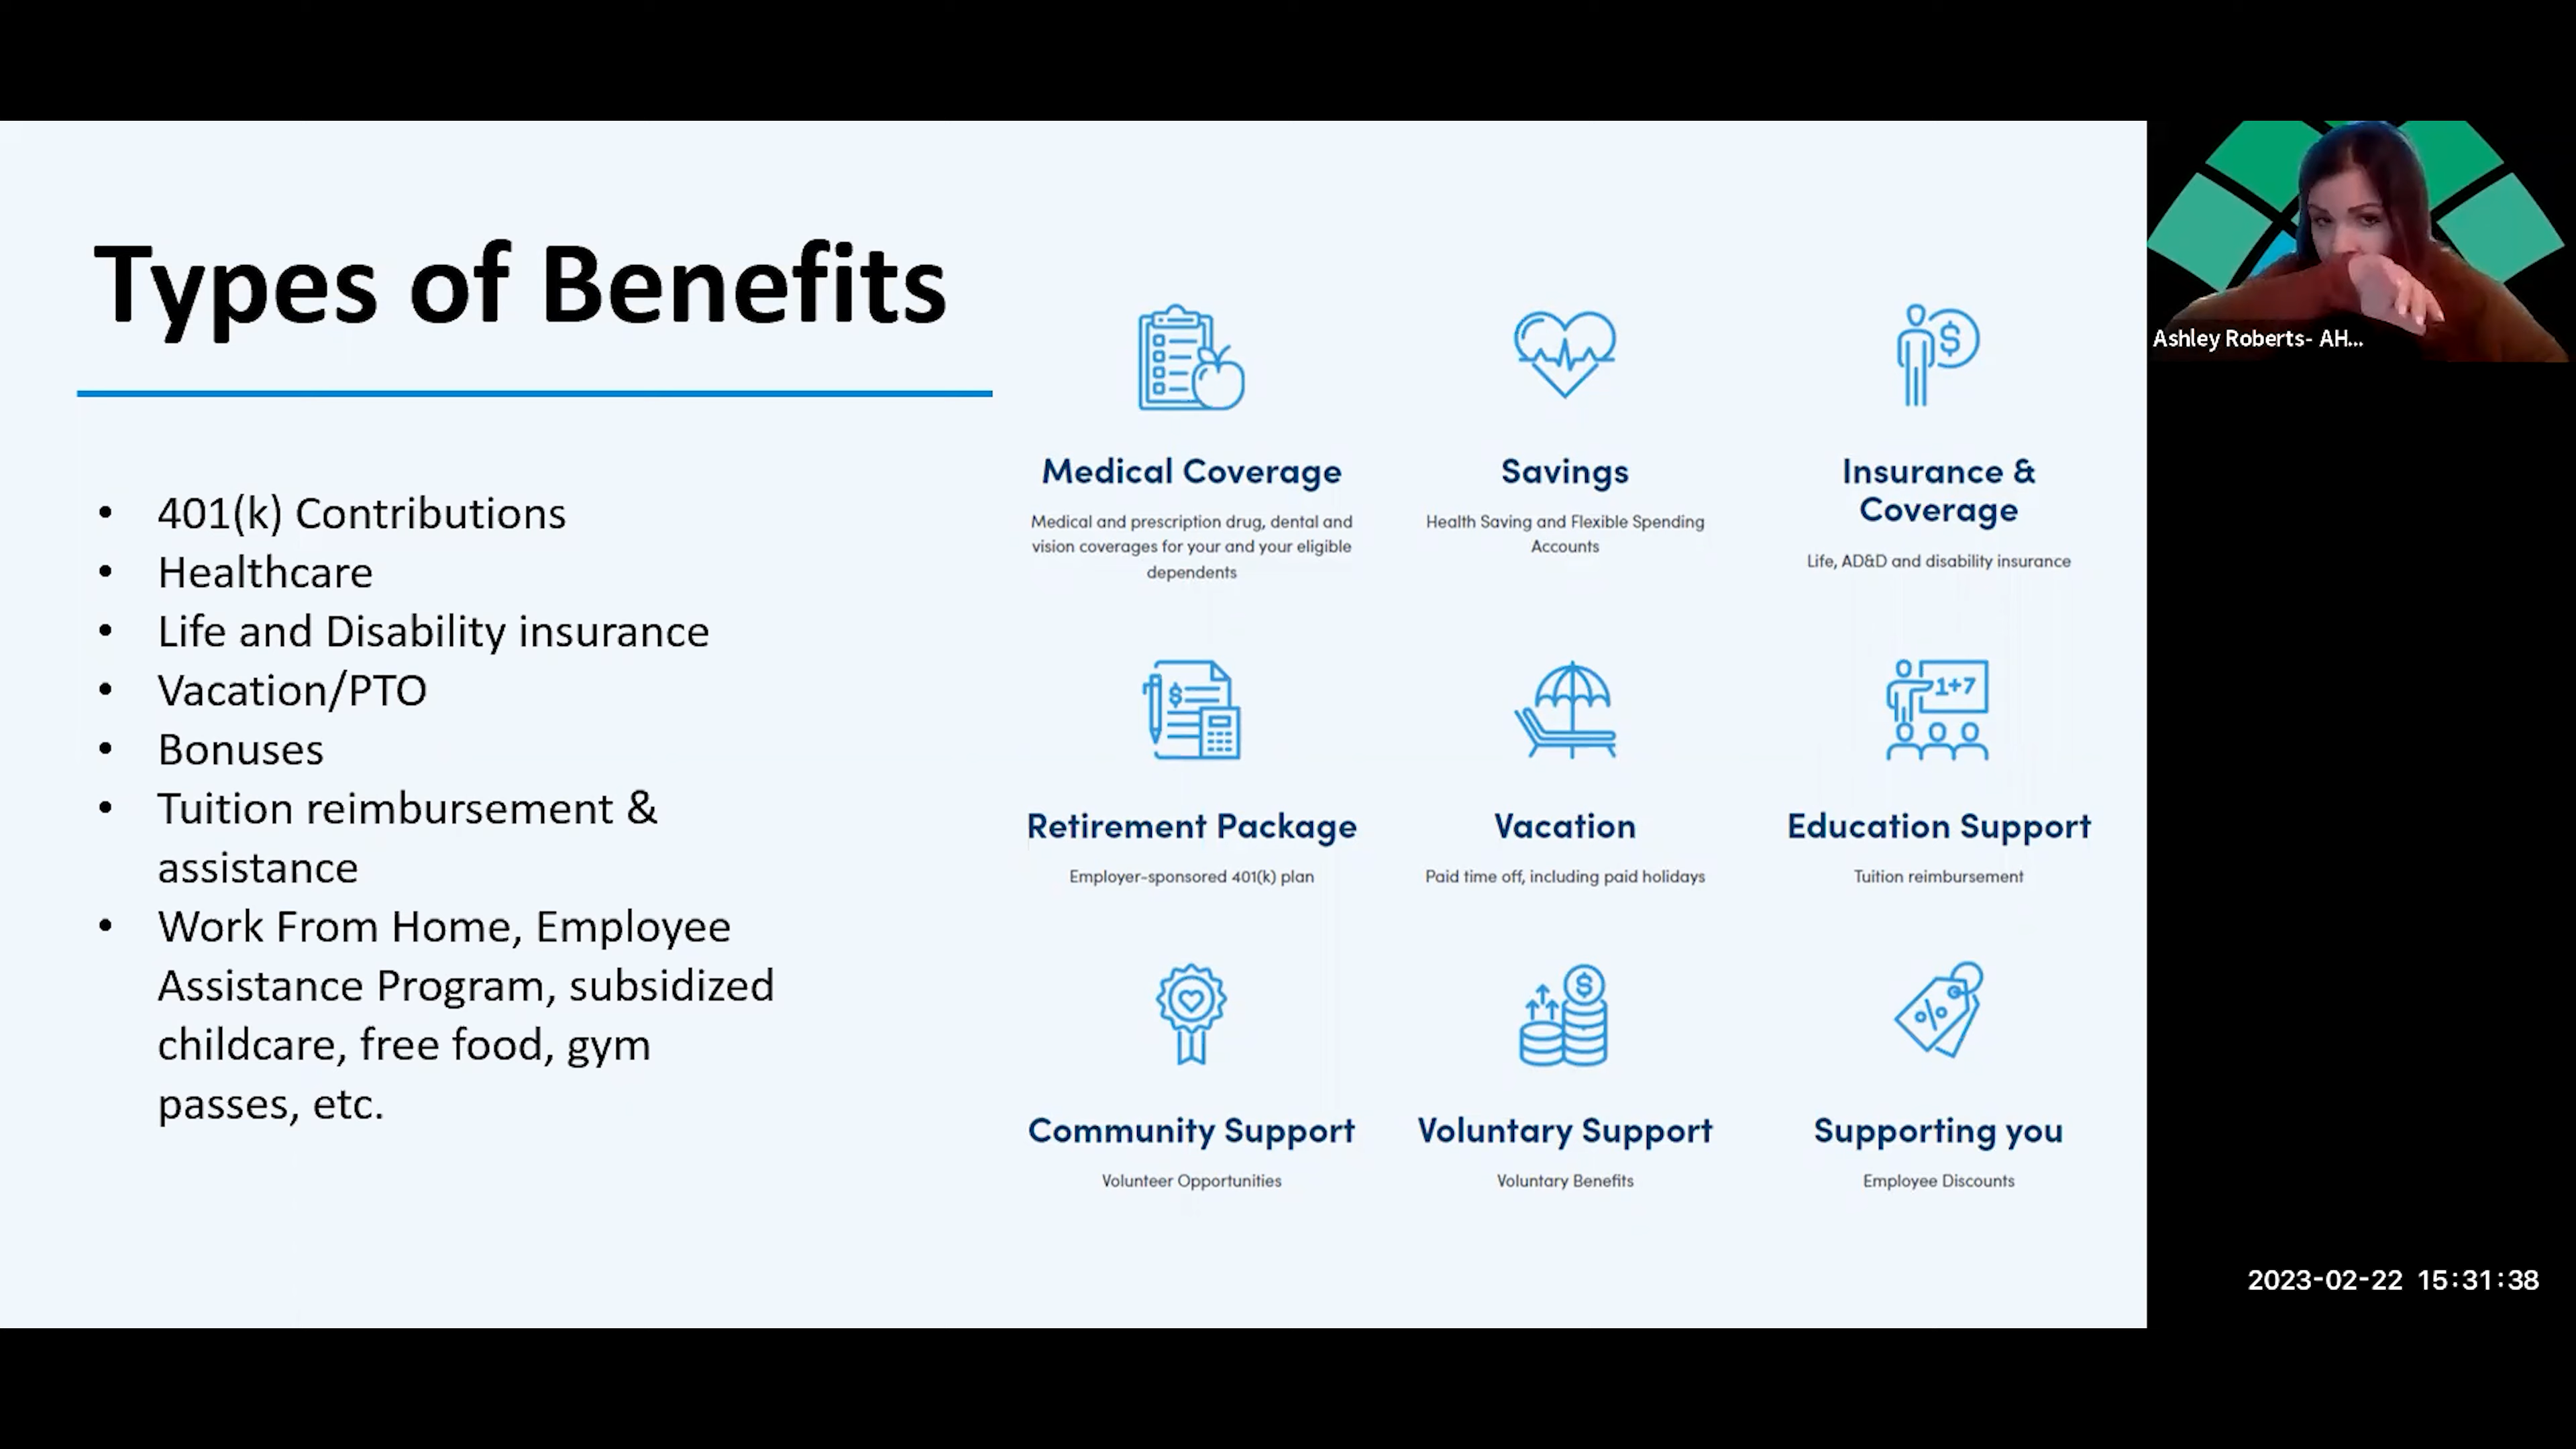 Types of Benefits
• 401(k) Contributions
• Healthcare
• Life and Disability insurance
• Vacation/PTO
• Bonuses
• Tuition reimbursement &
assistance
• Work From Home, Employee
Assistance Program, subsidized
childcare, free food, gym
passes, etc.
Medical Coverage
Medical and prescription drug, dental and
vision coverages for your and your eligible
dependents
Savings
Health Saving and Flexible Spending
Accounts
$
Insurance &
Coverage
Life, AD&D and disability insurance
$
Retirement Package
Employer-sponsored 401(k) plan
Vacation
Paid time off, including paid holidays
1+7
Education Support
Tuition reimbursement
Community Support
Volunteer Opportunities
$
Voluntary Support
Voluntary Benefits
%
Supporting you
Employee Discounts
Ashley Roberts- AH...
2023-02-22 15:31:38